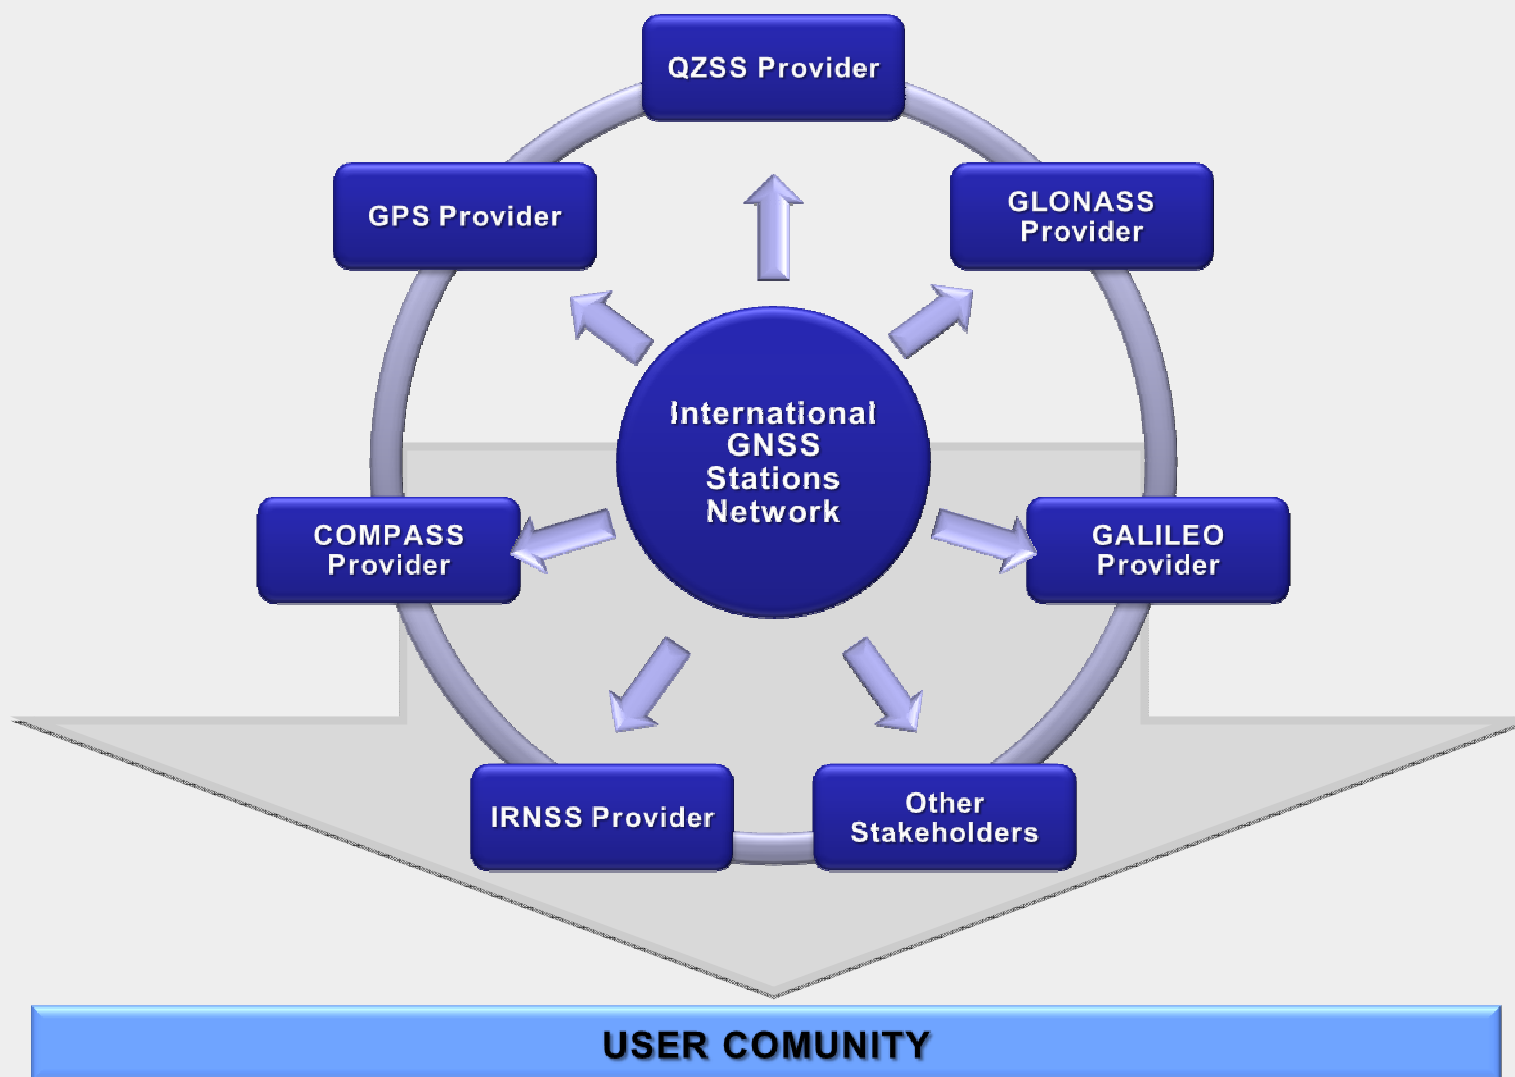 QZSS Provider
GPS Provider
GLONASS
Provider
International
GNSS
Stations
Network
COMPASS
Provider
GALILEO
Provider
IRNSS Provider
Other
Stakeholders
USER COMUNITY